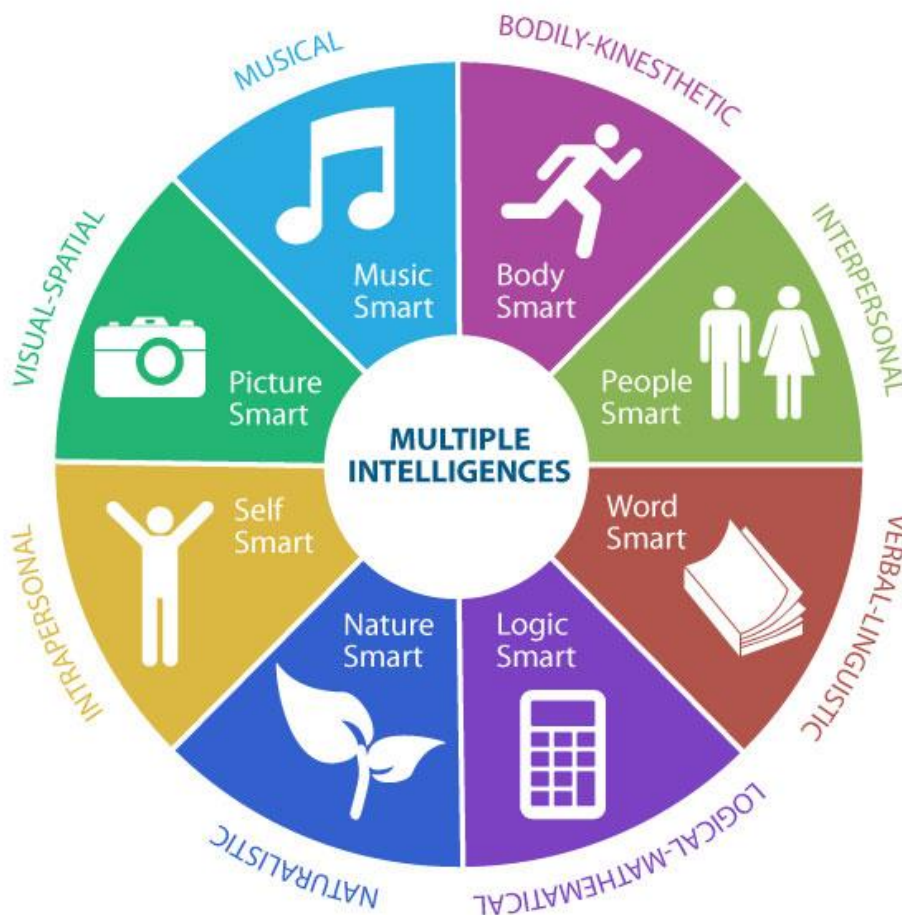 MUSICAL
BODILY-KINESTHETIC
INTERPERSONAL
VERBAL-LINGUISTIC
LOGICAL-MATHEMATICAL
NATURALISTIC
INTRAPERSONAL
VISUAL-SPATIAL
Music
Smart
Body
Smart
People
Smart
Word
Smart
Logic
Smart
Nature
Smart
Self
Smart
Picture
Smart
MULTIPLE
INTELLIGENCES